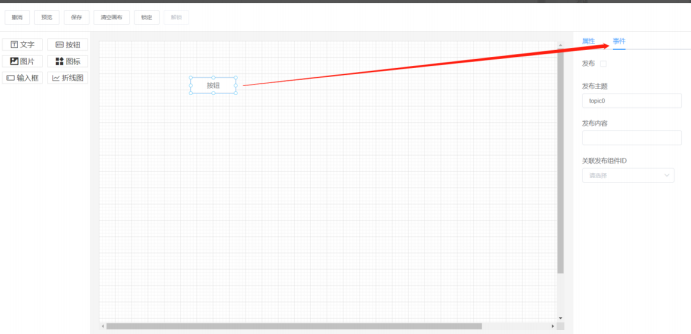 撤销 预览 保存 清空画布 锁定 解锁
文字 按钮
图片 图标
输入框 折线图
按钮
属性 事件
发布
发布主题
topic0
发布内容
关联发布组件ID
请选择